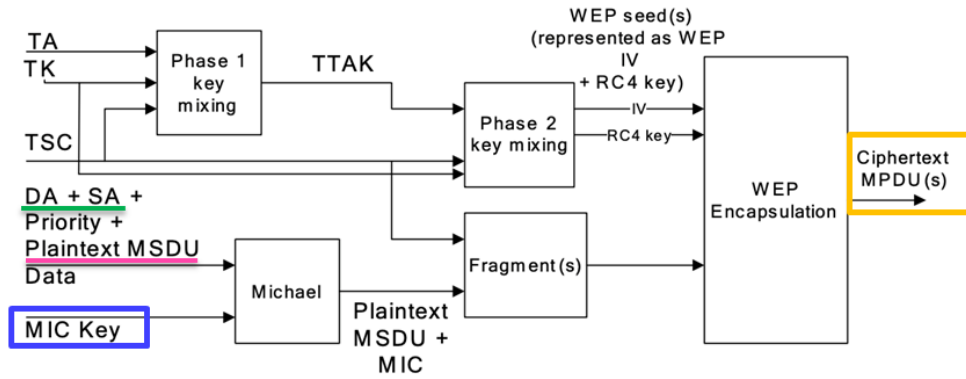 WEP seed(s)
(represented as WEP
IV
+ RC4 key)
TA
TK
Phase 1
key
mixing
TTAK
Phase 2
key mixing
IV
RC4 key
TSC
WEP
Encapsulation
Ciphertext
MPDU(s)
DA + SA +
Priority +
Plaintext MSDU
Data
Michael
Fragment(s)
MIC Key
Plaintext
MSDU +
MIC